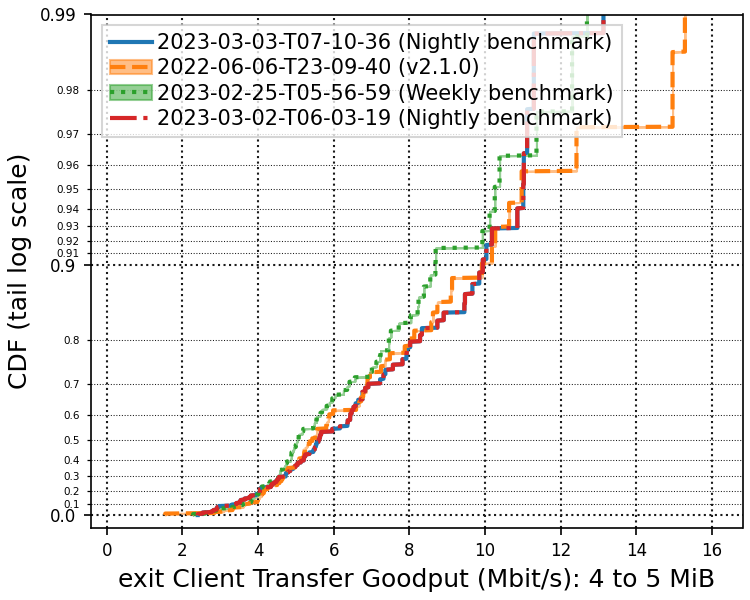 0.99
2023-03-03-T07-10-36 (Nightly benchmark)
2022-06-06-T23-09-40 (v2.1.0)
2023-02-25-T05-56-59 (Weekly benchmark)
2023-03-02-T06-03-19 (Nightly benchmark)
0.98
0.97
0.96
0.95
0.94
0.93
0.92
0.91
0.9
0.8
0.7
0.6
0.5
0.4
0.3
0.2
0.1
0.0
CDF (tail log scale)
0 2 4 6 8 10 12 14 16
exit Client Transfer Goodput (Mbit/s): 4 to 5 MiB